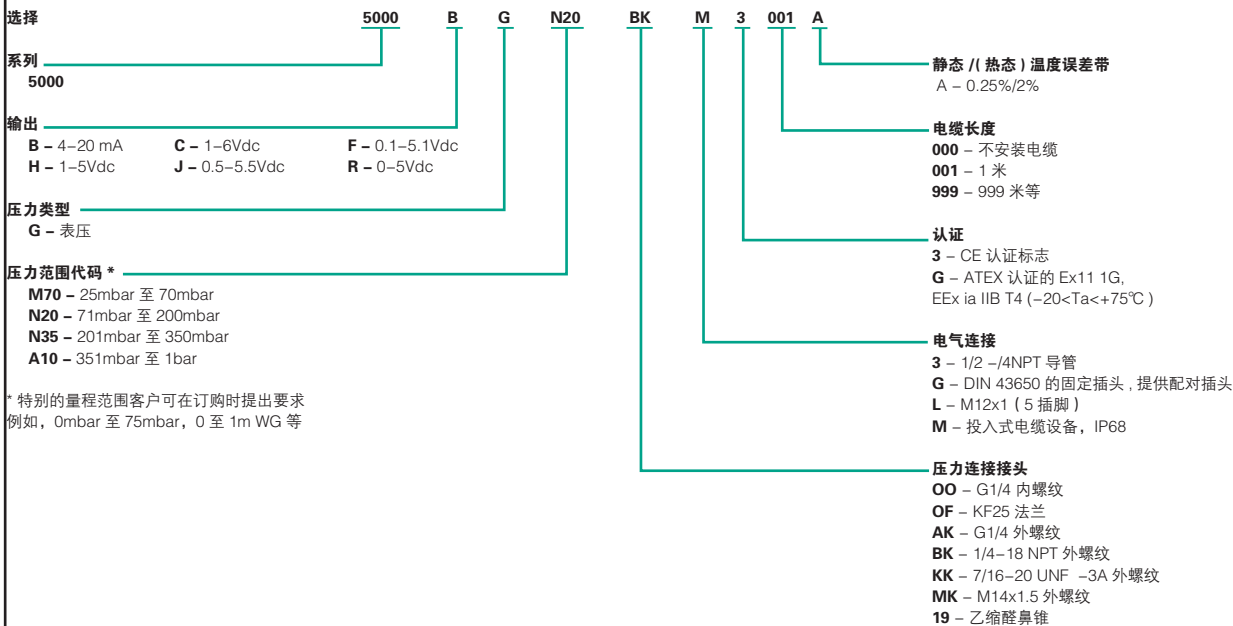 选择 5000 B G N20 BK M 3 001 A
系列
5000
输出
B – 4–20 mA C – 1–6Vdc F – 0.1–5.1Vdc
H – 1–5Vdc J – 0.5–5.5Vdc R – 0–5Vdc
压力类型
G – 表压
压力范围代码 *
M70 – 25mbar 至 70mbar
N20 – 71mbar 至 200mbar
N35 – 201mbar 至 350mbar
A10 – 351mbar 至 1bar
* 特别的量程范围客户可在订购时提出要求
例如，0mbar 至 75mbar，0 至 1m WG 等
静态 /( 热态 ) 温度误差带
A – 0.25%/2%
电缆长度
000 – 不安装电缆
001 – 1 米
999 – 999 米等
认证
3 – CE 认证标志
G – ATEX 认证的 Ex11 1G,
EEx ia IIB T4 (–20<Ta<+75℃ )
电气连接
3 – 1/2 –/4NPT 导管
G – DIN 43650 的固定插头 , 提供配对插头
L – M12x1 ( 5 插脚 )
M – 投入式电缆设备，IP68
压力连接接头
OO – G1/4 内螺纹
OF – KF25 法兰
AK – G1/4 外螺纹
BK – 1/4–18 NPT 外螺纹
KK – 7/16–20 UNF –3A 外螺纹
MK – M14x1.5 外螺纹
19 – 乙缩醛鼻锥